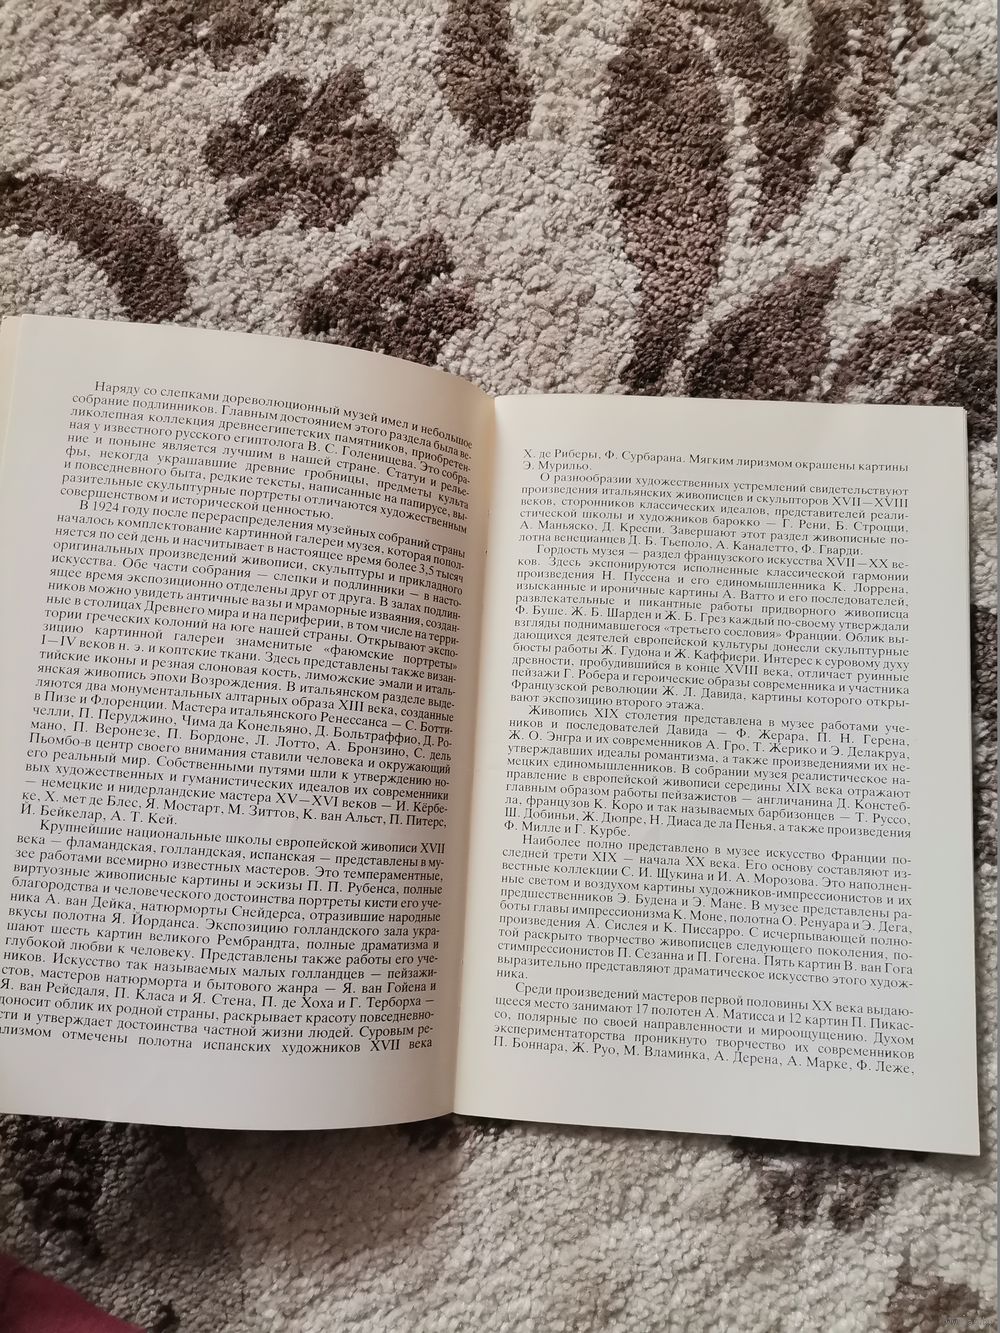 Наряду со слепками дореволюционный музей имел и небольшое
собрание подлинников. Главным достоянием этого раздела была ве-
ликолепная коллекция древнеегипетских памятников, приобретен-
ная у известного русского египтолога В. С. Голенищева. Это собра-
ние и поныне является лучшим в нашей стране. Статуи и релье-
фы, некогда украшавшие древние гробницы, предметы культа
и повседневного быта, редкие тексты, написанные на папирусе, вы-
разительные скульптурные портреты отличаются художественным
совершенством и исторической ценностью.
В 1924 году после перераспределения музейных собраний страны
началось комплектование картинной галереи музея, которая попол-
няется по сей день и насчитывает в настоящее время более 3,5 тысяч
оригинальных произведений живописи, скульптуры и прикладного
искусства. Обе части собрания — слепки и подлинники — в насто-
ящее время экспозиционно отделены друг от друга. В залах подлин-
ников можно увидеть античные вазы и мраморные изваяния, создан-
ные в столицах Древнего мира и на периферии, в том числе на терри-
тории греческих колоний на юге нашей страны. Открывают экспо-
зицию картинной галереи знаменитые «фаюмские портреты»
I—IV веков н. э. и коптские ткани. Здесь представлены также визан-
тийские иконы и резная слоновая кость, лиможские эмали и италь-
янская живопись эпохи Возрождения. В итальянском разделе выде-
ляются два монументальных алтарных образа XIII века, созданные
в Пизе и Флоренции. Мастера итальянского Ренессанса — С. Ботти-
челли, П. Перуджино, Чима да Конельяно, Д. Больтраффио, Д. Ро-
мано, П. Веронезе, П. Бордоне, Л. Лотто, А. Бронзино, С. дель
Пьомбо-в центр своего внимания ставили человека и окружающий
его реальный мир. Собственными путями шли к утверждению но-
вых художественных и гуманистических идеалов их современники
— немецкие и нидерландские мастера XV—XVI веков — И. Кёрбе-
ке, Х. мет де Блес, Я. Мостарт, М. Зиттов, К. ван Альст, П. Питерс,
Й. Бейкелар, А. Т. Кей.
Крупнейшие национальные школы европейской живописи XVII
века — фламандская, голландская, испанская — представлены в му-
зее работами всемирно известных мастеров. Это темпераментные,
виртуозные живописные картины и эскизы П. П. Рубенса, полные
благородства и человеческого достоинства портреты кисти его уче-
ника А. ван Дейка, натюрморты Снейдерса, отразившие народные
вкусы полотна Я. Йорданса. Экспозицию голландского зала укра-
шают шесть картин великого Рембрандта, полные драматизма и
глубокой любви к человеку. Представлены также работы его уче-
ников. Искусство так называемых малых голландцев — пейзажи-
стов, мастеров натюрморта и бытового жанра — Я. ван Гойена и
Я. ван Рейсдаля, П. Класа и Я. Стена, П. де Хоха и Г. Терборха —
доносит облик их родной страны, раскрывает красоту повседневно-
сти и утверждает достоинства частной жизни людей. Суровым ре-
ализмом отмечены полотна испанских художников XVII века
Х. де Риберы, Ф. Сурбарана. Мягким лиризмом окрашены картины
Э. Мурильо.
О разнообразии художественных устремлений свидетельствуют
произведения итальянских живописцев и скульпторов XVII—XVIII
веков, сторонников классических идеалов, представителей реали-
стической школы и художников барокко — Г. Рени, Б. Строцци,
А. Маньяско, Д. Креспи. Завершают этот раздел живописные по-
лотна венецианцев Д. Б. Тьеполо, А. Каналетто, Ф. Гварди.
Гордость музея — раздел французского искусства XVII—XX ве-
ков. Здесь экспонируются исполненные классической гармонии
произведения Н. Пуссена и его единомышленника К. Лоррена,
изысканные и ироничные картины А. Ватто и его последователей,
развлекательные и пикантные работы придворного живописца
Ф. Буше. Ж. Б. Шарден и Ж. Б. Грез каждый по-своему утверждали
взгляды поднимавшегося «третьего сословия» Франции. Облик вы-
дающихся деятелей европейской культуры донесли скульптурные
бюсты работы Ж. Гудона и Ж. Каффиери. Интерес к суровому духу
древности, пробудившийся в конце XVIII века, отличает руинные
пейзажи Г. Робера и героические образы современника и участника
Французской революции Ж. Л. Давида, картины которого откры-
вают экспозицию второго этажа.
Живопись XIX столетия представлена в музее работами уче-
ников и последователей Давида — Ф. Жерара, П. Н. Герена,
Ж. О. Энгра и их современников А. Гро, Т. Жерико и Э. Делакруа,
утверждавших идеалы романтизма, а также произведениями их не-
мецких единомышленников. В собрании музея реалистическое на-
правление в европейской живописи середины XIX века отражают
главным образом работы пейзажистов — англичанина Д. Констеб-
ла, французов К. Коро и так называемых барбизонцев — Т. Руссо,
Ш. Добиньи, Ж. Дюпре, Н. Диаса де ла Пенья, а также произведения
Ф. Милле и Г. Курбе.
Наиболее полно представлено в музее искусство Франции по-
следней трети XIX — начала XX века. Его основу составляют из-
вестные коллекции С. И. Щукина и И. А. Морозова. Это наполнен-
ные светом и воздухом картины художников-импрессионистов и их
предшественников Э. Будена и Э. Мане. В музее представлены ра-
боты главы импрессионизма К. Моне, полотна О. Ренуара и Э. Дега,
произведения А. Сислея и К. Писсарро. С исчерпывающей полно-
той раскрыто творчество живописцев следующего поколения, по-
стимпрессионистов П. Сезанна и П. Гогена. Пять картин В. ван Гога
выразительно представляют драматическое искусство этого худож-
ника.
Среди произведений мастеров первой половины XX века выдаю-
щееся место занимают 17 полотен А. Матисса и 12 картин П. Пикас-
со, полярные по своей направленности и мироощущению. Духом
экспериментаторства проникнуто творчество их современников
П. Боннара, Ж. Руо, М. Вламинка, А. Дерена, А. Марке, Ф. Леже,